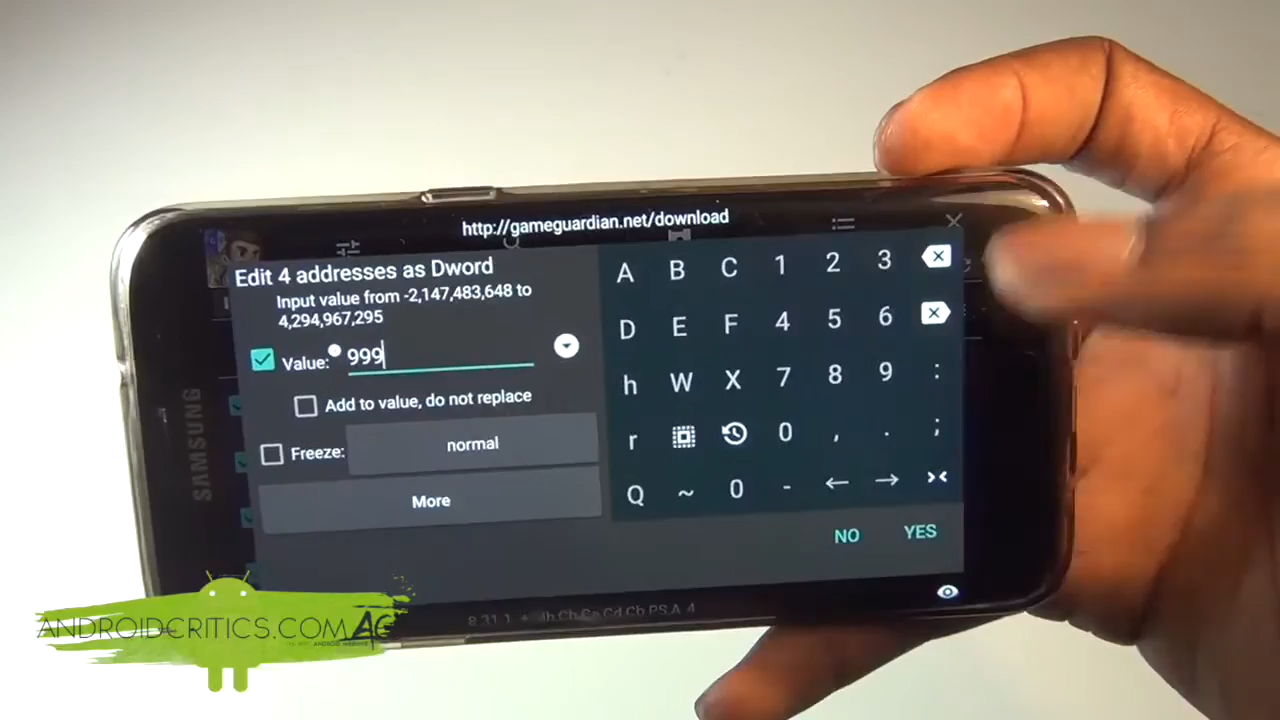 http://gameguardian.net/download
Edit 4 addresses as Dword
Input value from -2,147,483,648 to
4,294,967,295
Value: 999
Add to value, do not replace
Freeze: normal
More
A B C 1 2 3
D E F 4 5 6
h W X 7 8 9 :
r 0 , . ;
Q ~ 0 - ← → ><
NO YES
SAMSUNG
ANDROIDCRITICS.COM AC